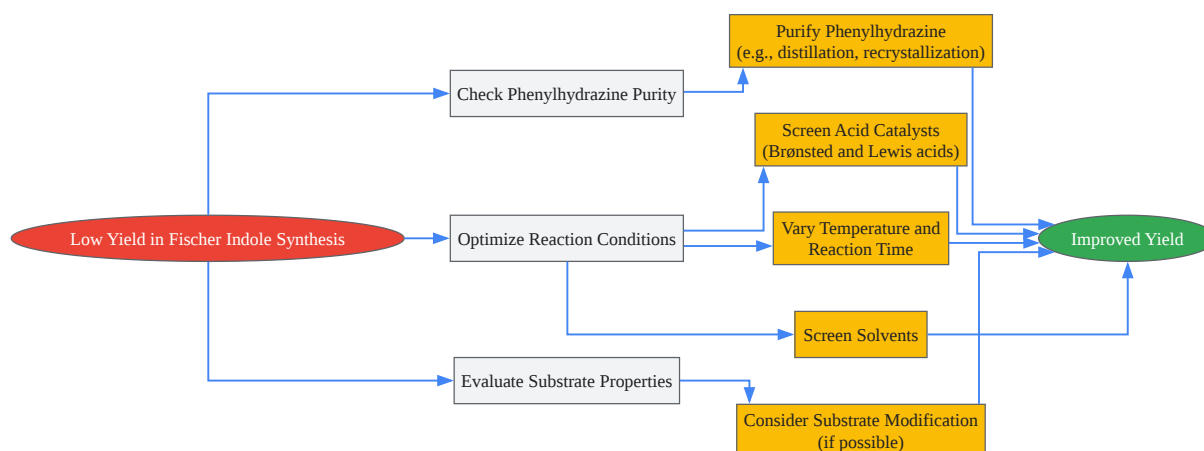 Purify Phenylhydrazine
(e.g., distillation, recrystallization)
Check Phenylhydrazine Purity
Screen Acid Catalysts
(Brønsted and Lewis acids)
Low Yield in Fischer Indole Synthesis
Optimize Reaction Conditions
Vary Temperature and
Reaction Time
Improved Yield
Screen Solvents
Evaluate Substrate Properties
Consider Substrate Modification
(if possible)